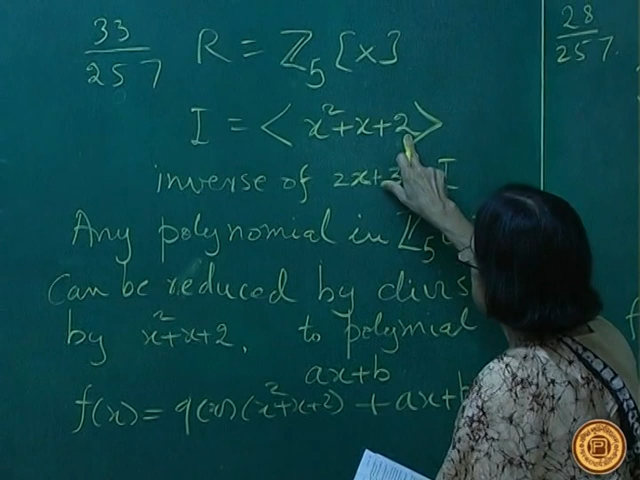 33/257 R = ℤ₅[x]
28/257.
I = < x²+x+2 >
inverse of 2x+3 I
Any polynomial in ℤ₅
Can be reduced by divis
by x²+x+2. to polymial
ax+b
f(x) = q(x)(x²+x+2) + ax+b